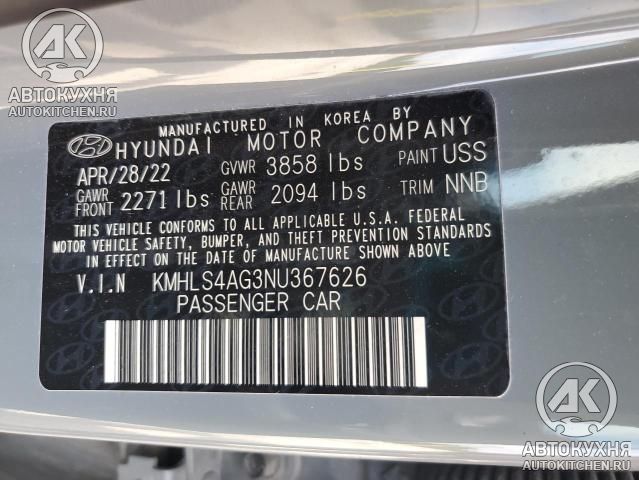 AK
АВТОКУХНЯ
AUTOKITCHEN.RU
MANUFACTURED IN KOREA BY
HYUNDAI MOTOR COMPANY
APR/28/22 GVWR 3858 lbs PAINT USS
GAWR FRONT 2271 lbs GAWR REAR 2094 lbs TRIM NNB
THIS VEHICLE CONFORMS TO ALL APPLICABLE U.S.A. FEDERAL
MOTOR VEHICLE SAFETY, BUMPER, AND THEFT PREVENTION
STANDARDS IN EFFECT ON THE DATE OF MANUFACTURE SHOWN ABOVE.
V.I.N KMHLS4AG3NU367626
PASSENGER CAR
AK
АВТОКУХНЯ
AUTOKITCHEN.RU